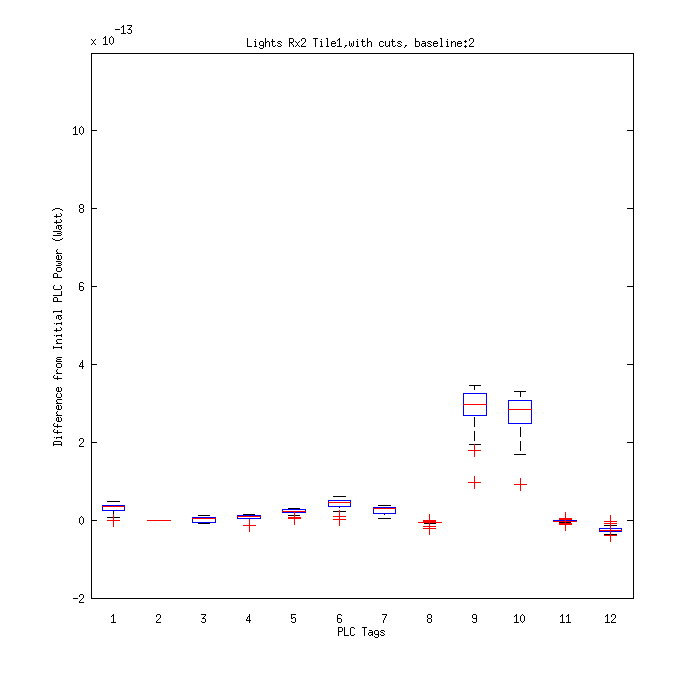 x 10-13
Lights Rx2 Tile1,with cuts, baseline:2
Difference from Initial PLC Power (Watt)
10
8
6
4
2
0
-2
1 2 3 4 5 6 7 8 9 10 11 12
PLC Tags